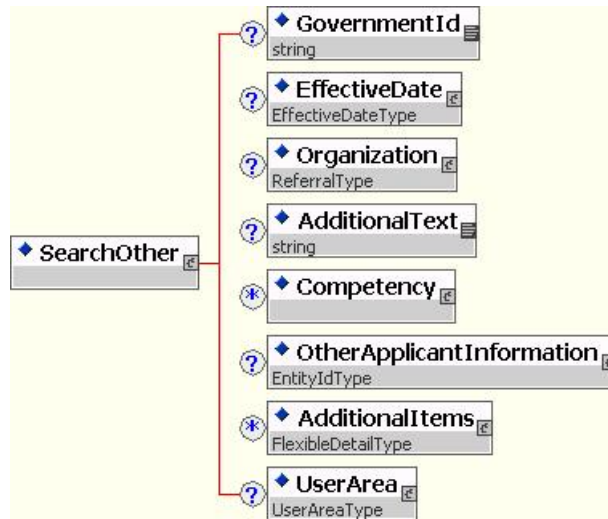 ? GovernmentId
string
? EffectiveDate
EffectiveDateType
? Organization
ReferralType
? AdditionalText
string
SearchOther
* Competency
? OtherApplicantInformation
EntityIdType
* AdditionalItems
FlexibleDetailType
? UserArea
UserAreaType